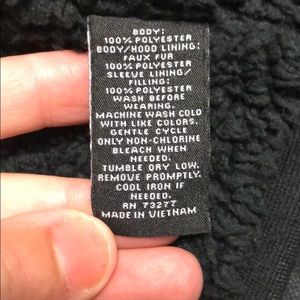 BODY:
100% POLYESTER
BODY/HOOD LINING:
FAUX FUR
100% POLYESTER
SLEEVE LINING/
FILLING:
100% POLYESTER
WASH BEFORE
WEARING.
MACHINE WASH COLD
WITH LIKE COLORS.
GENTLE CYCLE
ONLY NON-CHLORINE
BLEACH WHEN
NEEDED.
TUMBLE DRY LOW.
REMOVE PROMPTLY.
COOL IRON IF
NEEDED.
RN 73277
MADE IN VIETNAM